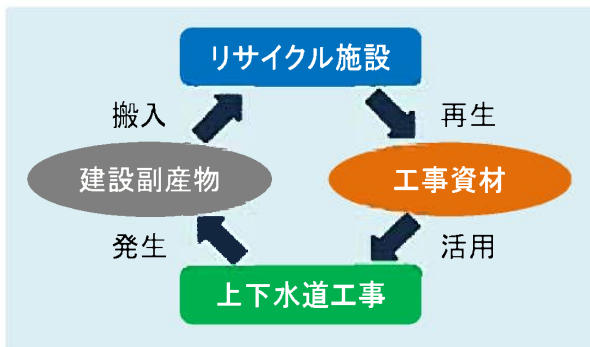 リサイクル施設
搬入
再生
建設副産物
工事資材
発生
活用
上下水道工事